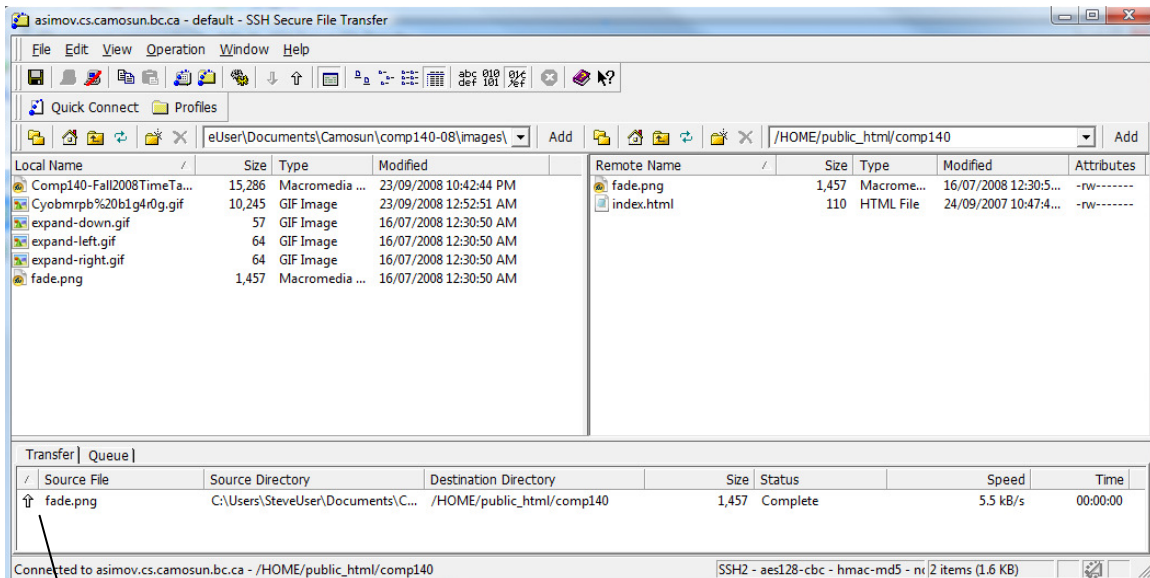 asimov.cs.camosun.bc.ca - default - SSH Secure File Transfer
File Edit View Operation Window Help
abc def 010 101
Quick Connect Profiles
eUser\Documents\Camosun\comp140-08\images\ Add /HOME/public_html/comp140 Add
Local Name / Size Type Modified
Comp140-Fall2008TimeTa... 15,286 Macromedia ... 23/09/2008 10:42:44 PM
Cyobmrpb%20b1g4r0g.gif 10,245 GIF Image 23/09/2008 12:52:51 AM
expand-down.gif 57 GIF Image 16/07/2008 12:30:50 AM
expand-left.gif 64 GIF Image 16/07/2008 12:30:50 AM
expand-right.gif 64 GIF Image 16/07/2008 12:30:50 AM
fade.png 1,457 Macromedia ... 16/07/2008 12:30:50 AM
Remote Name / Size Type Modified Attributes
fade.png 1,457 Macrome... 16/07/2008 12:30:5... -rw-------
index.html 110 HTML File 24/09/2007 10:47:4... -rw-------
Transfer Queue
/ Source File Source Directory Destination Directory Size Status Speed Time
fade.png C:\Users\SteveUser\Documents\C... /HOME/public_html/comp140 1,457 Complete 5.5 kB/s 00:00:00
Connected to asimov.cs.camosun.bc.ca - /HOME/public_html/comp140 SSH2 - aes128-cbc - hmac-md5 - nc 2 items (1.6 KB)